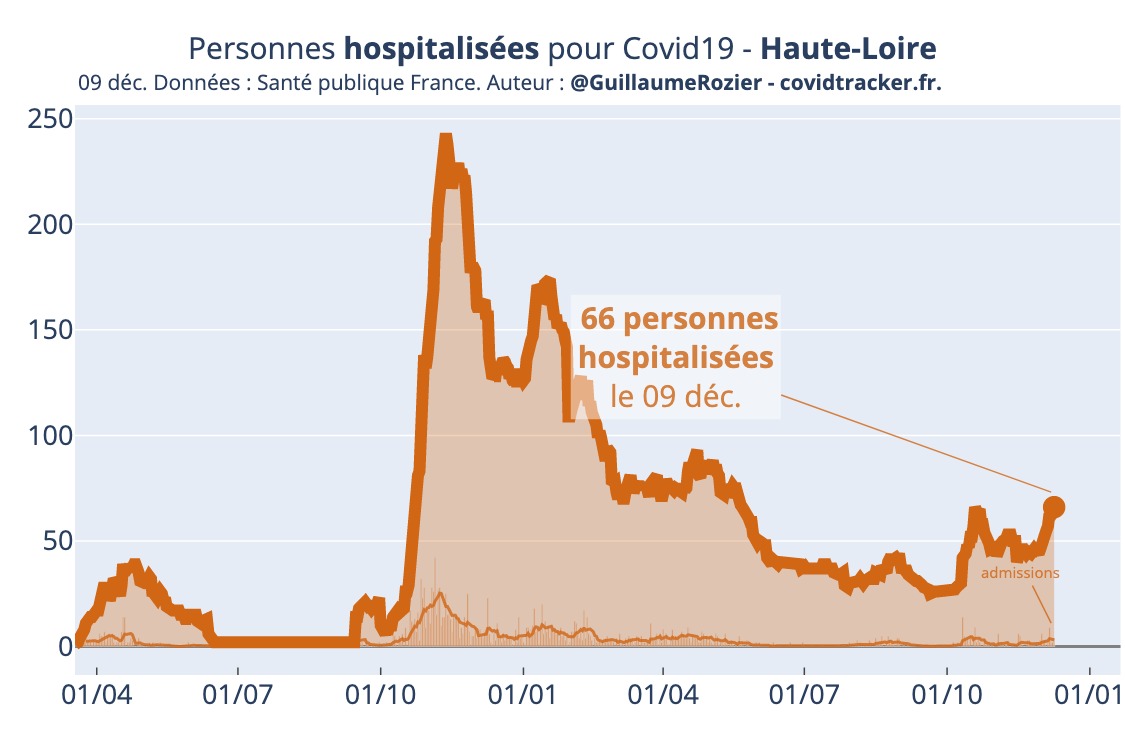 Personnes hospitalisées pour Covid19 - Haute-Loire
09 déc. Données : Santé publique France. Auteur : @GuillaumeRozier - covidtracker.fr.
250
200
150
100
50
0
66 personnes
hospitalisées
le 09 déc.
admissions
01/04 01/07 01/10 01/01 01/04 01/07 01/10 01/01